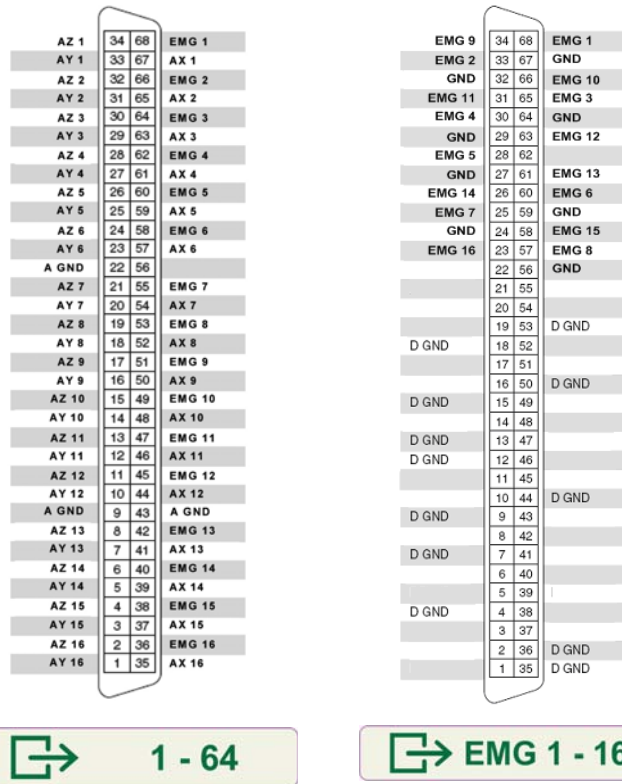 AZ 1 34 68 EMG 1
AY 1 33 67 AX 1
AZ 2 32 66 EMG 2
AY 2 31 65 AX 2
AZ 3 30 64 EMG 3
AY 3 29 63 AX 3
AZ 4 28 62 EMG 4
AY 4 27 61 AX 4
AZ 5 26 60 EMG 5
AY 5 25 59 AX 5
AZ 6 24 58 EMG 6
AY 6 23 57 AX 6
A GND 22 56
AZ 7 21 55 EMG 7
AY 7 20 54 AX 7
AZ 8 19 53 EMG 8
AY 8 18 52 AX 8
AZ 9 17 51 EMG 9
AY 9 16 50 AX 9
AZ 10 15 49 EMG 10
AY 10 14 48 AX 10
AZ 11 13 47 EMG 11
AY 11 12 46 AX 11
AZ 12 11 45 EMG 12
AY 12 10 44 AX 12
A GND 9 43 A GND
AZ 13 8 42 EMG 13
AY 13 7 41 AX 13
AZ 14 6 40 EMG 14
AY 14 5 39 AX 14
AZ 15 4 38 EMG 15
AY 15 3 37 AX 15
AZ 16 2 36 EMG 16
AY 16 1 35 AX 16
1 - 64
EMG 9 34 68 EMG 1
EMG 2 33 67 GND
GND 32 66 EMG 10
EMG 11 31 65 EMG 3
EMG 4 30 64 GND
GND 29 63 EMG 12
EMG 5 28 62
GND 27 61 EMG 13
EMG 14 26 60 EMG 6
EMG 7 25 59 GND
GND 24 58 EMG 15
EMG 16 23 57 EMG 8
22 56 GND
21 55
20 54
19 53 D GND
D GND 18 52
17 51
16 50 D GND
D GND 15 49
14 48
D GND 13 47
D GND 12 46
11 45
10 44 D GND
D GND 9 43
8 42
D GND 7 41
6 40
5 39
D GND 4 38
3 37
2 36 D GND
1 35 D GND
EMG 1 - 16